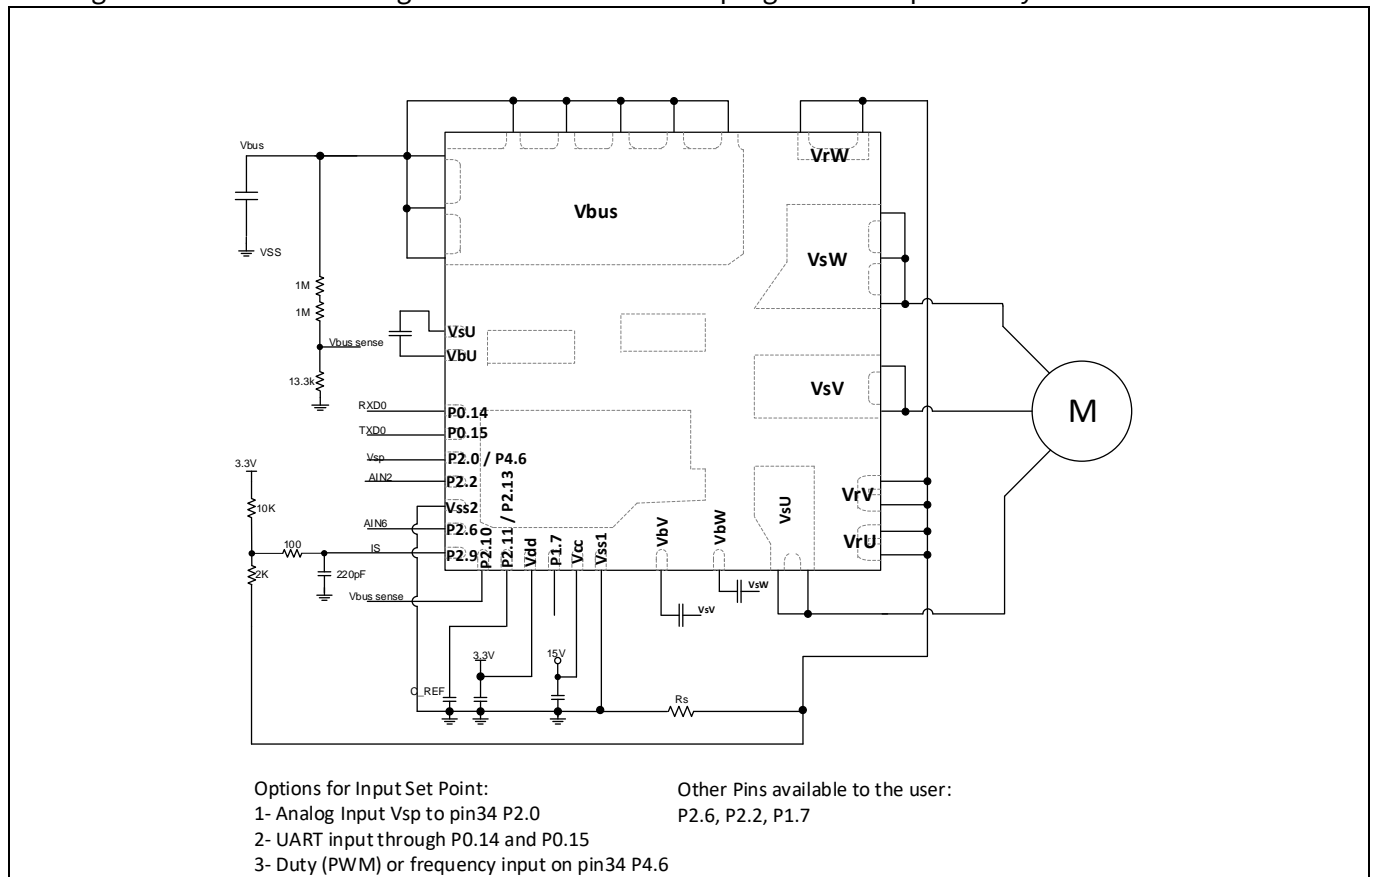 Vbus
VSS
1M
1M
Vbus sense
13.3k
RXD0
TXD0
Vsp
AIN2
3.3V
10K
AIN6
100
IS
2K
220pF
Vbus sense
C_REF
3.3V
15V
Rs
Vbus
VrW
VsW
VsV
VsU
VbU
P0.14
P0.15
P2.0 / P4.6
P2.2
Vss2
P2.6
P2.9
P2.10
P2.11 / P2.13
Vdd
P1.7
Vcc
Vss1
VbV
VbW
VsU
VrV
VrU
VsV
VsW
M
Options for Input Set Point:
1- Analog Input Vsp to pin34 P2.0
2- UART input through P0.14 and P0.15
3- Duty (PWM) or frequency input on pin34 P4.6
Other Pins available to the user:
P2.6, P2.2, P1.7